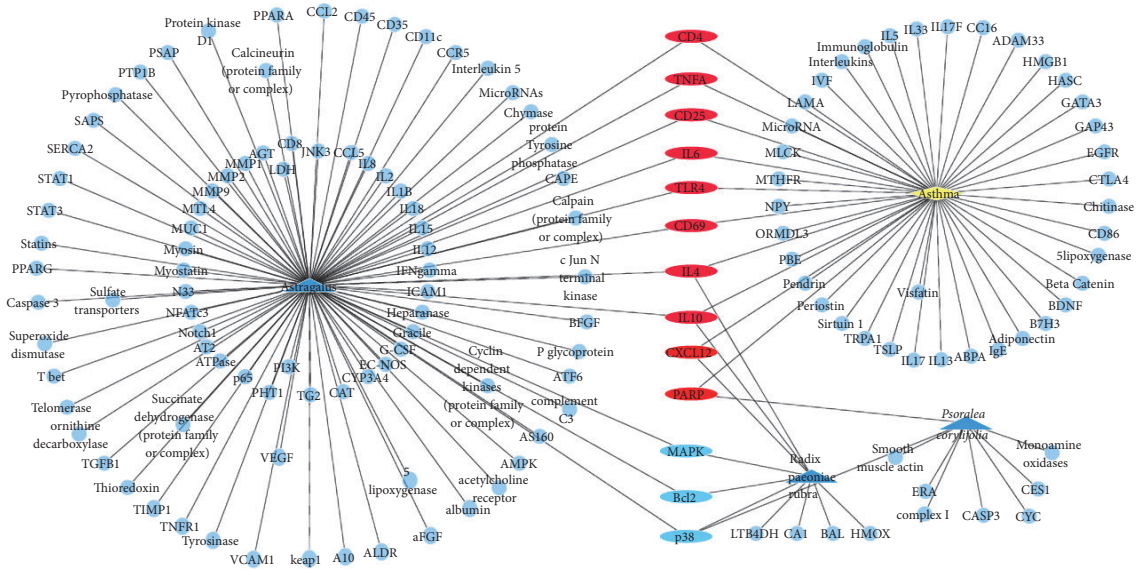 Protein kinase
D1
PPARA
CCL2
CD45
CD35
CD11c
CCR5
Interleukin 5
MicroRNAs
Chymase
protein
Tyrosine
phosphatase
CAPE
Calpain
(protein family
or complex)
c Jun N
terminal
kinase
BFGF
P glycoprotein
ATF6
complement
C3
AS160
AMPK
acetylcholine
receptor
albumin
aFGF
ALDR
A10
keap1
VCAM1
Tyrosinase
TNFR1
TIMP1
Thioredoxin
TGFB1
ornithine
decarboxylase
Telomerase
T bet
Superoxide
dismutase
Caspase 3
PPARG
Statins
STAT3
STAT1
SERCA2
SAPS
Pyrophosphatase
PTP1B
PSAP
Calcineurin
(protein family
or complex)
CD8
JNK3
CCL5
IL8
IL2
IL1B
IL18
IL15
IL12
IFNgamma
ICAM1
Heparanase
Gracile
G-CSF
EC-NOS
CYP3A4
CAT
TG2
PI3K
PHT1
p65
ATPase
AT2
Notch1
NFATc3
N33
Myostatin
Myosin
MUC1
MTL4
MMP9
MMP2
MMP1
AGT
LDH
Sulfate
transporters
Astragalus
Succinate
dehydrogenase
(protein family
or complex)
VEGF
5
lipoxygenase
Cyclin
dependent
kinases
(protein family
or complex)
CD4
TNFA
CD25
IL6
TLR4
CD69
IL4
IL10
CXCL12
PARP
MAPK
Bcl2
p38
Asthma
Immunoglobulin
IL5
IL33
IL17F
CC16
ADAM33
HMGB1
HASC
GATA3
GAP43
EGFR
CTLA4
Chitinase
CD86
5lipoxygenase
Beta Catenin
BDNF
B7H3
Adiponectin
IgE
ABPA
IL13
IL17
TSLP
TRPA1
Sirtuin 1
Periostin
Visfatin
Pendrin
PBE
ORMDL3
NPY
MTHFR
MLCK
MicroRNA
LAMA
IVF
Interleukins
Psoralea
corylifolia
Smooth
muscle actin
Monoamine
oxidases
ERA
complex I
CASP3
CYC
CES1
Radix
paeoniae
rubra
LTB4DH
CA1
BAL
HMOX